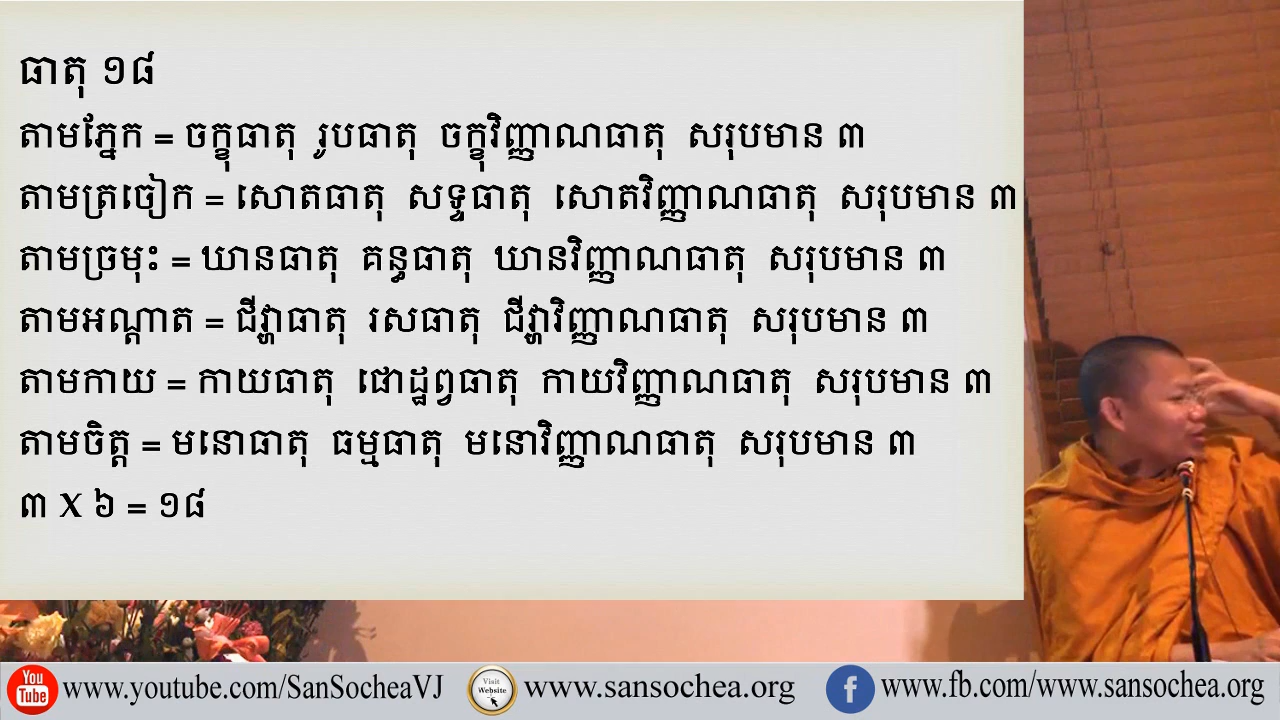 ធាតុ ១៨
តាមភ្នែក = ចក្ខុធាតុ រូបធាតុ ចក្ខុវិញ្ញាណធាតុ សរុបមាន ៣
តាមត្រចៀក = សោតធាតុ សទ្ទធាតុ សោតវិញ្ញាណធាតុ សរុបមាន ៣
តាមច្រមុះ = ឃានធាតុ គន្ធធាតុ ឃានវិញ្ញាណធាតុ សរុបមាន ៣
តាមអណ្តាត = ជីវ្ហាធាតុ រសធាតុ ជីវ្ហាវិញ្ញាណធាតុ សរុបមាន ៣
តាមកាយ = កាយធាតុ ផោដ្ឋព្វធាតុ កាយវិញ្ញាណធាតុ សរុបមាន ៣
តាមចិត្ត = មនោធាតុ ធម្មធាតុ មនោវិញ្ញាណធាតុ សរុបមាន ៣
៣ X ៦ = ១៨
You Tube www.youtube.com/SanSocheaVJ Visit Website www.sansochea.org f www.fb.com/www.sansochea.org